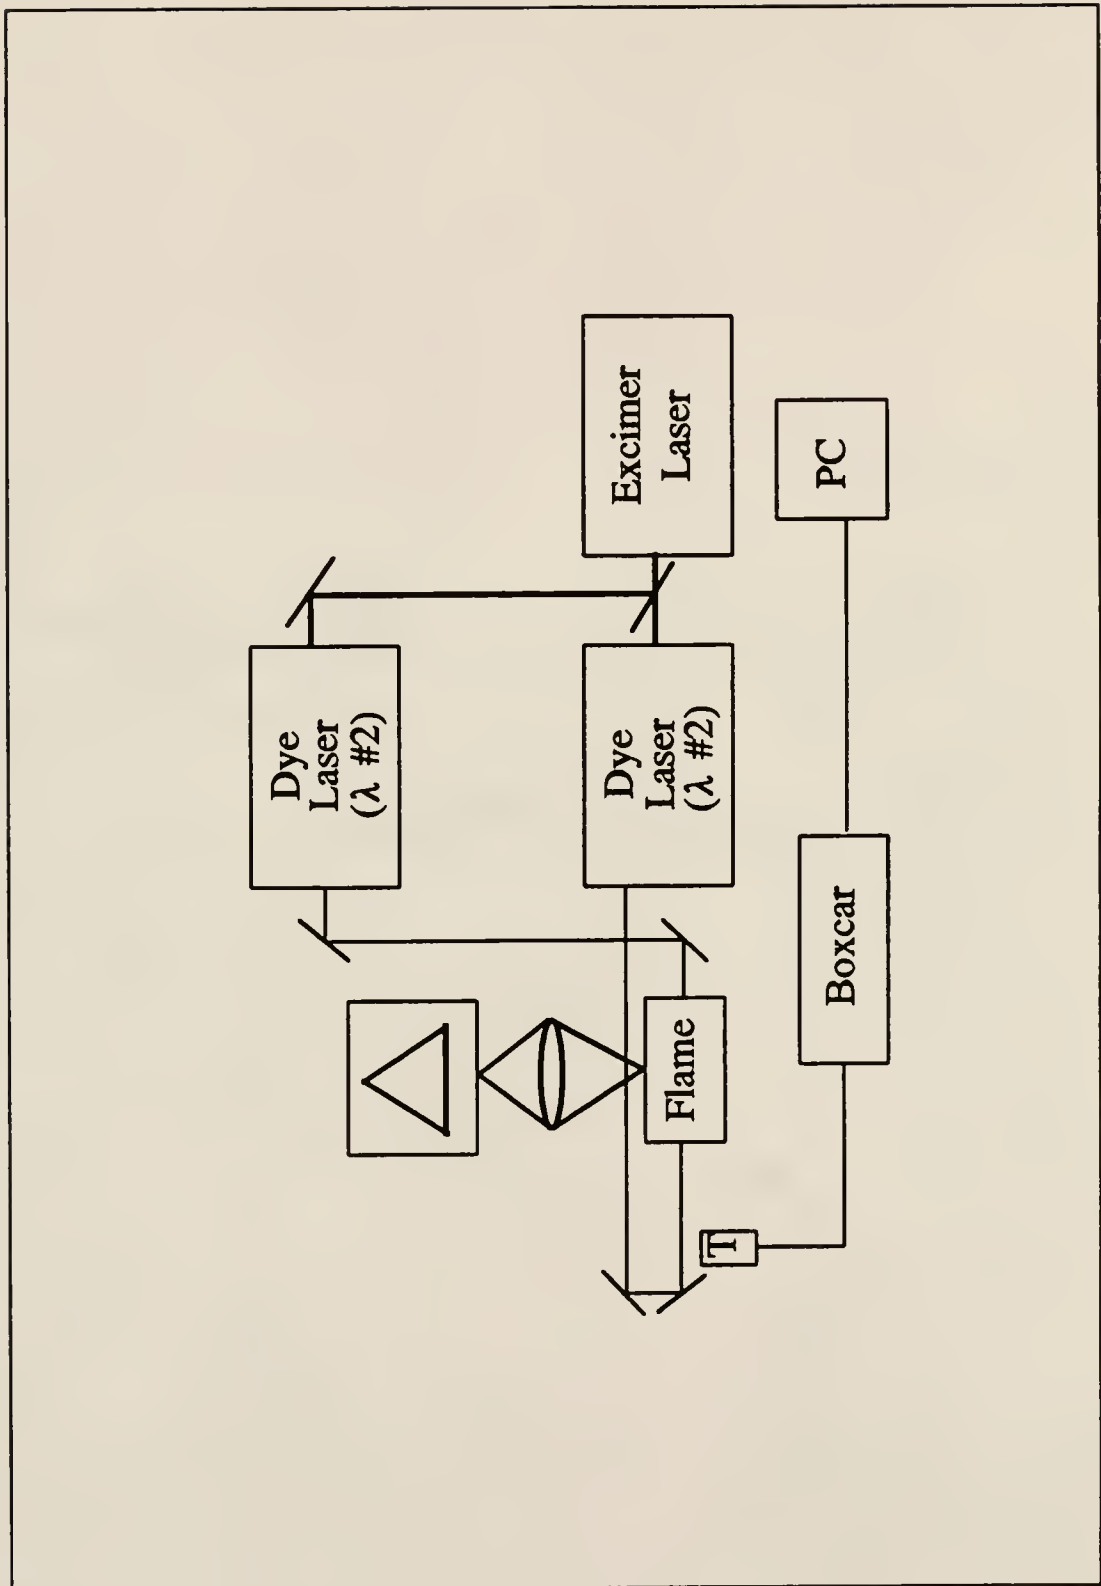 Dye
Laser
(λ #2)
Excimer
Laser
Dye
Laser
(λ #2)
PC
Flame
Boxcar
T